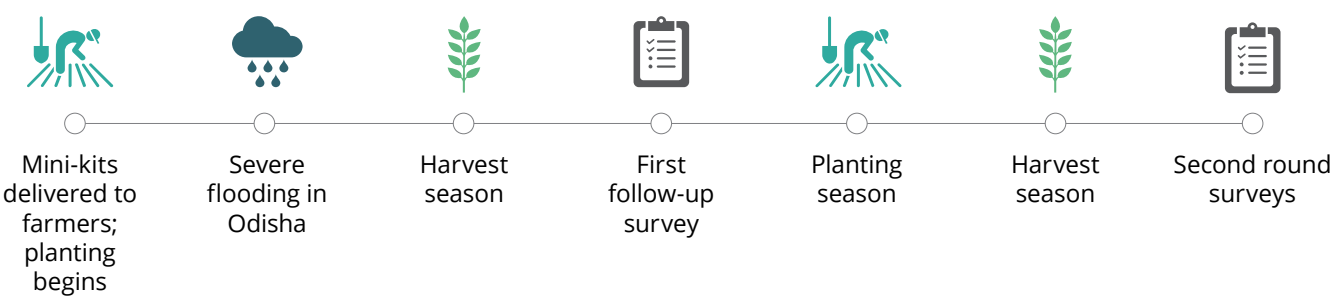 Mini-kits
delivered to
farmers;
planting
begins
Severe
flooding in
Odisha
Harvest
season
First
follow-up
survey
Planting
season
Harvest
season
Second round
surveys